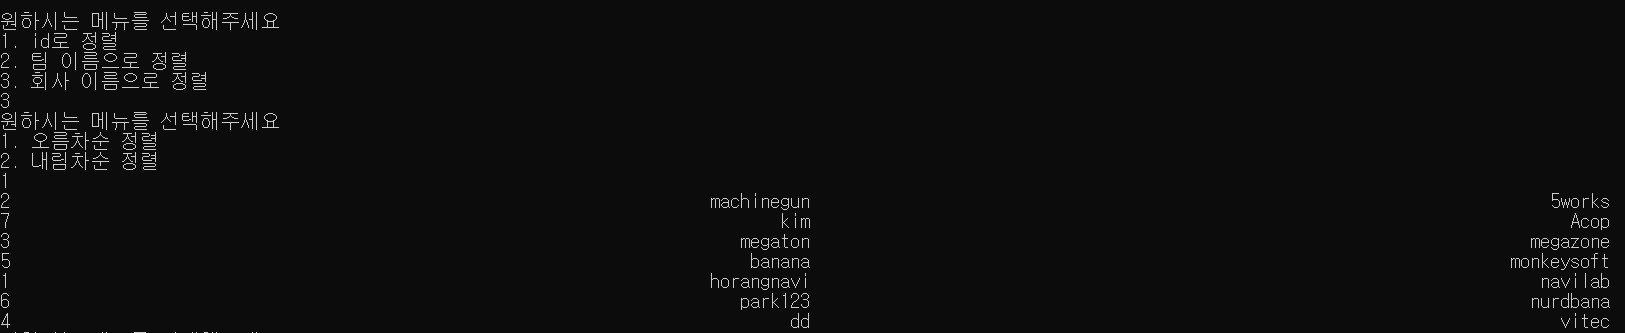 원하시는 메뉴를 선택해주세요
1. id로 정렬
2. 팀 이름으로 정렬
3. 회사 이름으로 정렬
3
원하시는 메뉴를 선택해주세요
1. 오름차순 정렬
2. 내림차순 정렬
1
2 machinegun 5works
7 kim Acop
3 megaton megazone
5 banana monkeysoft
1 horangnavi navilab
6 park123 nurdbana
4 dd vitec